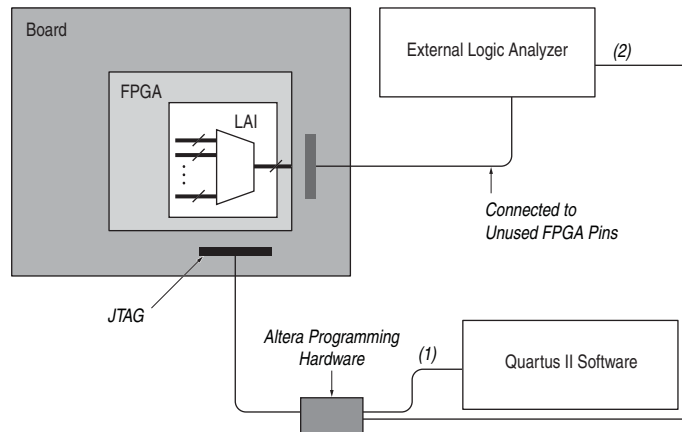 Board
External Logic Analyzer
(2)
FPGA
LAI
Connected to
Unused FPGA Pins
JTAG
Altera Programming
Hardware
(1)
Quartus II Software